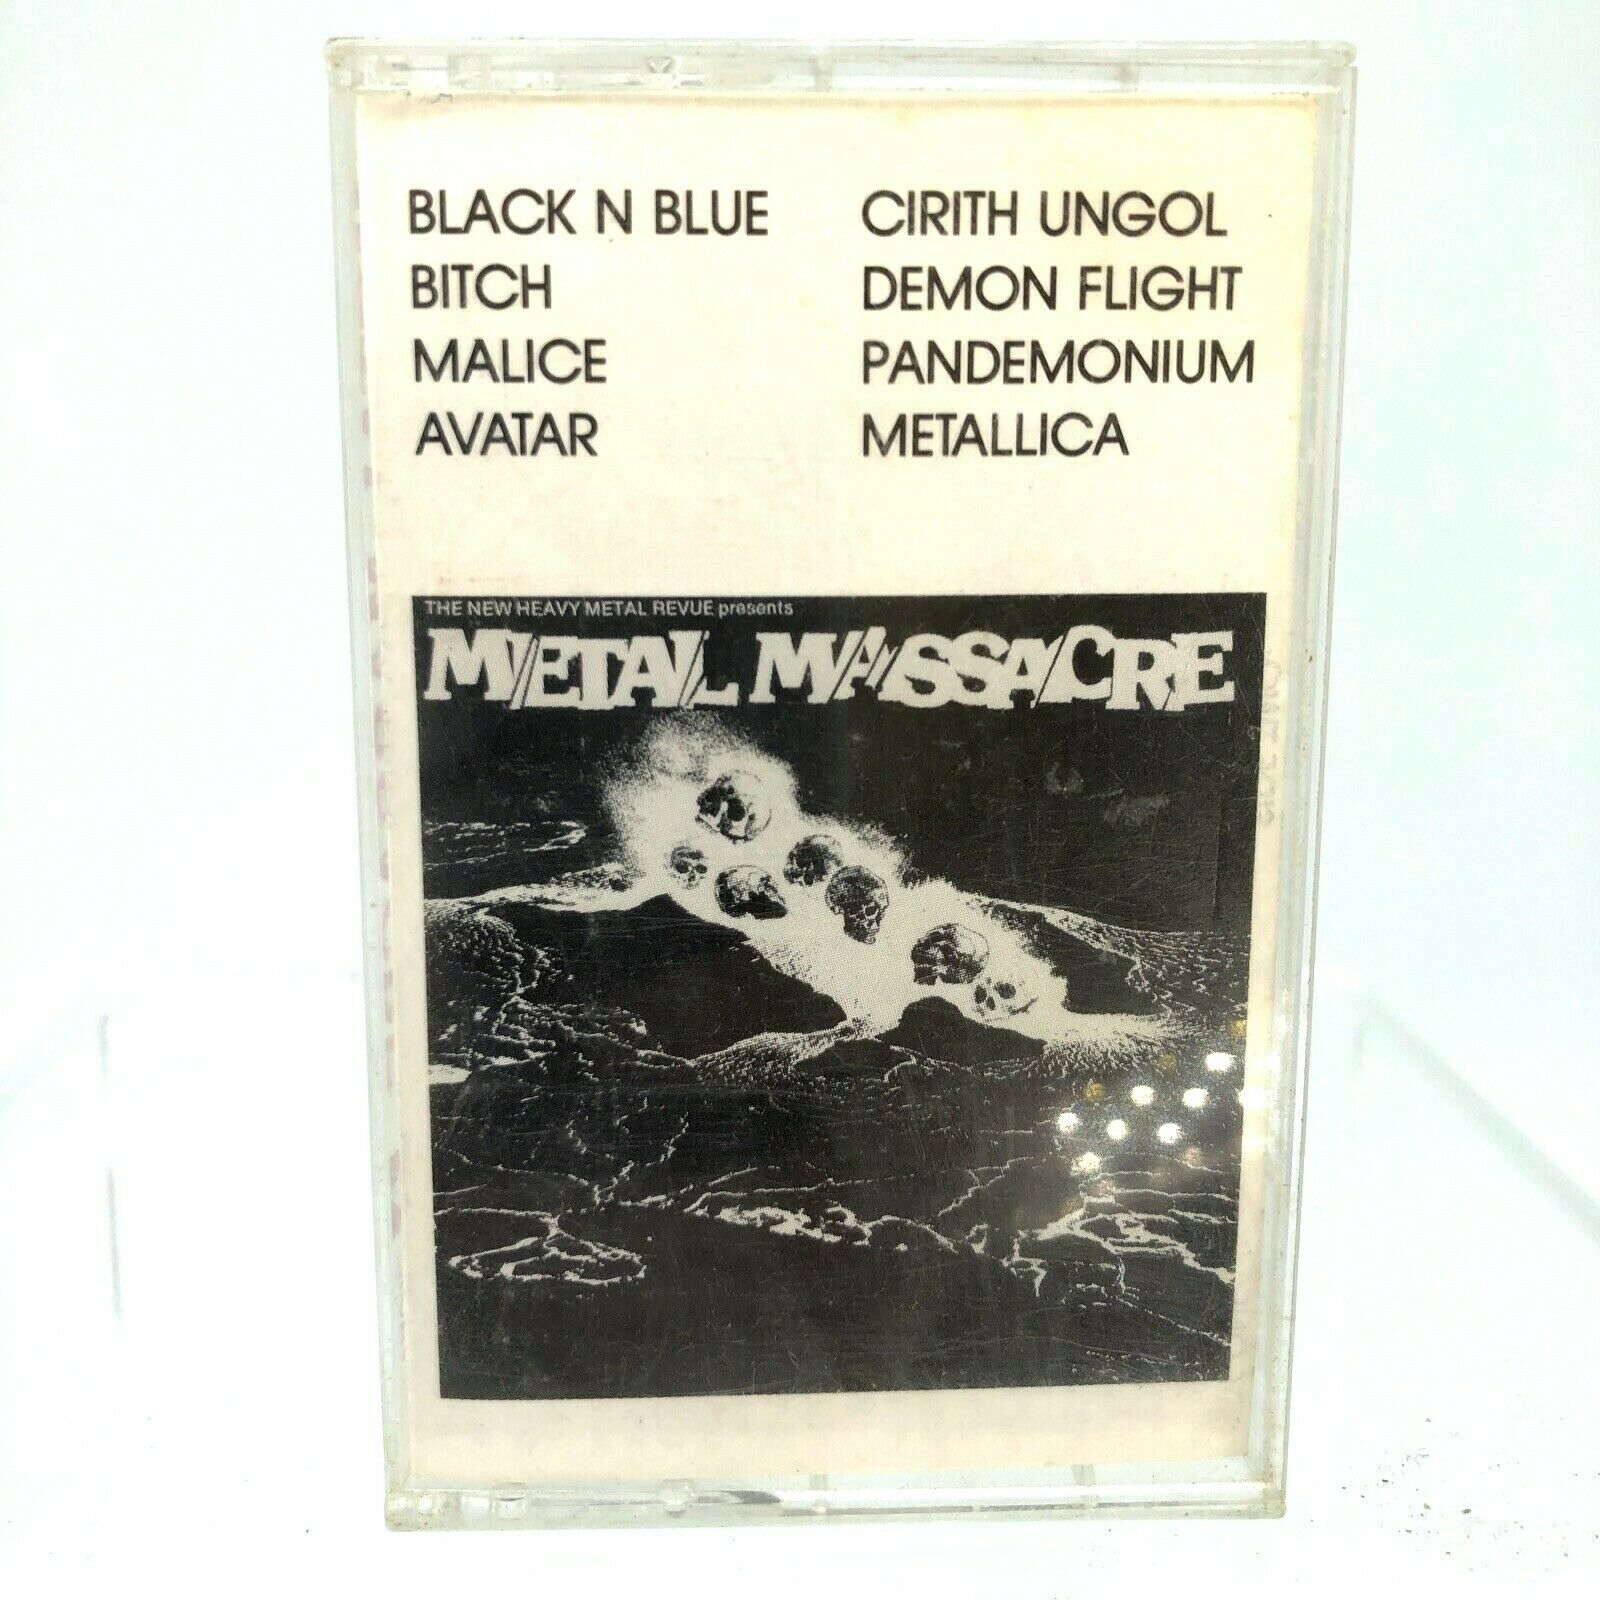 BLACK N BLUE
BITCH
MALICE
AVATAR
CIRITH UNGOL
DEMON FLIGHT
PANDEMONIUM
METALLICA
THE NEW HEAVY METAL REVUE presents
METAL MASSACRE